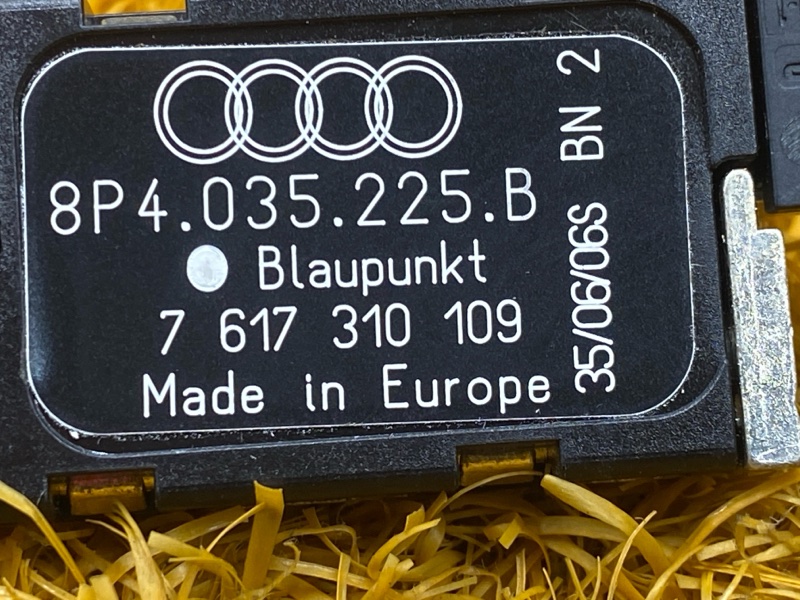 8P4.035.225.B
Blaupunkt
7 617 310 109
Made in Europe
35/06/06S BN 2